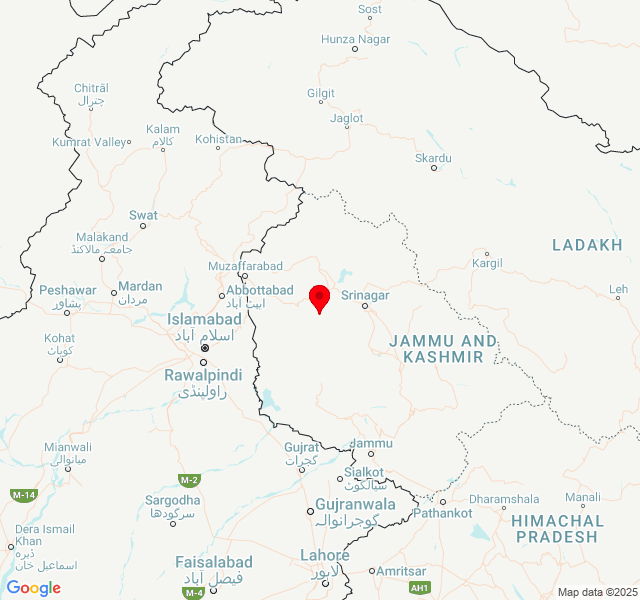 Sost
Hunza Nagar
Chitrāl
چترال
Gilgit
Jaglot
Kalam
کالام
Kumrat Valley
Kohistan
Skardu
Swat
Malakand
جامعہ مالاکنڈ
LADAKH
Kargil
Muzaffarabad
Leh
Peshawar
پشاور
Mardan
مردان
Abbottabad
ایبٹ آباد
Srinagar
Islamabad
اسلام آباد
Kohat
کوہاٹ
JAMMU AND
KASHMIR
Rawalpindi
راولپنڈی
Mianwali
میانوالی
Gujrat
گجرات
Jammu
Sialkot
سیالکوٹ
M-2
M-14
Sargodha
سرگودھا
Gujranwala
گوجرانوالہ
Pathankot
Dharamshala
Manali
HIMACHAL
PRADESH
Dera Ismail
Khan
ڈیرہ
اسماعیل خان
Faisalabad
فیصل آباد
Lahore
لاہور
Amritsar
AH1
M-4
Google
Map data ©2025